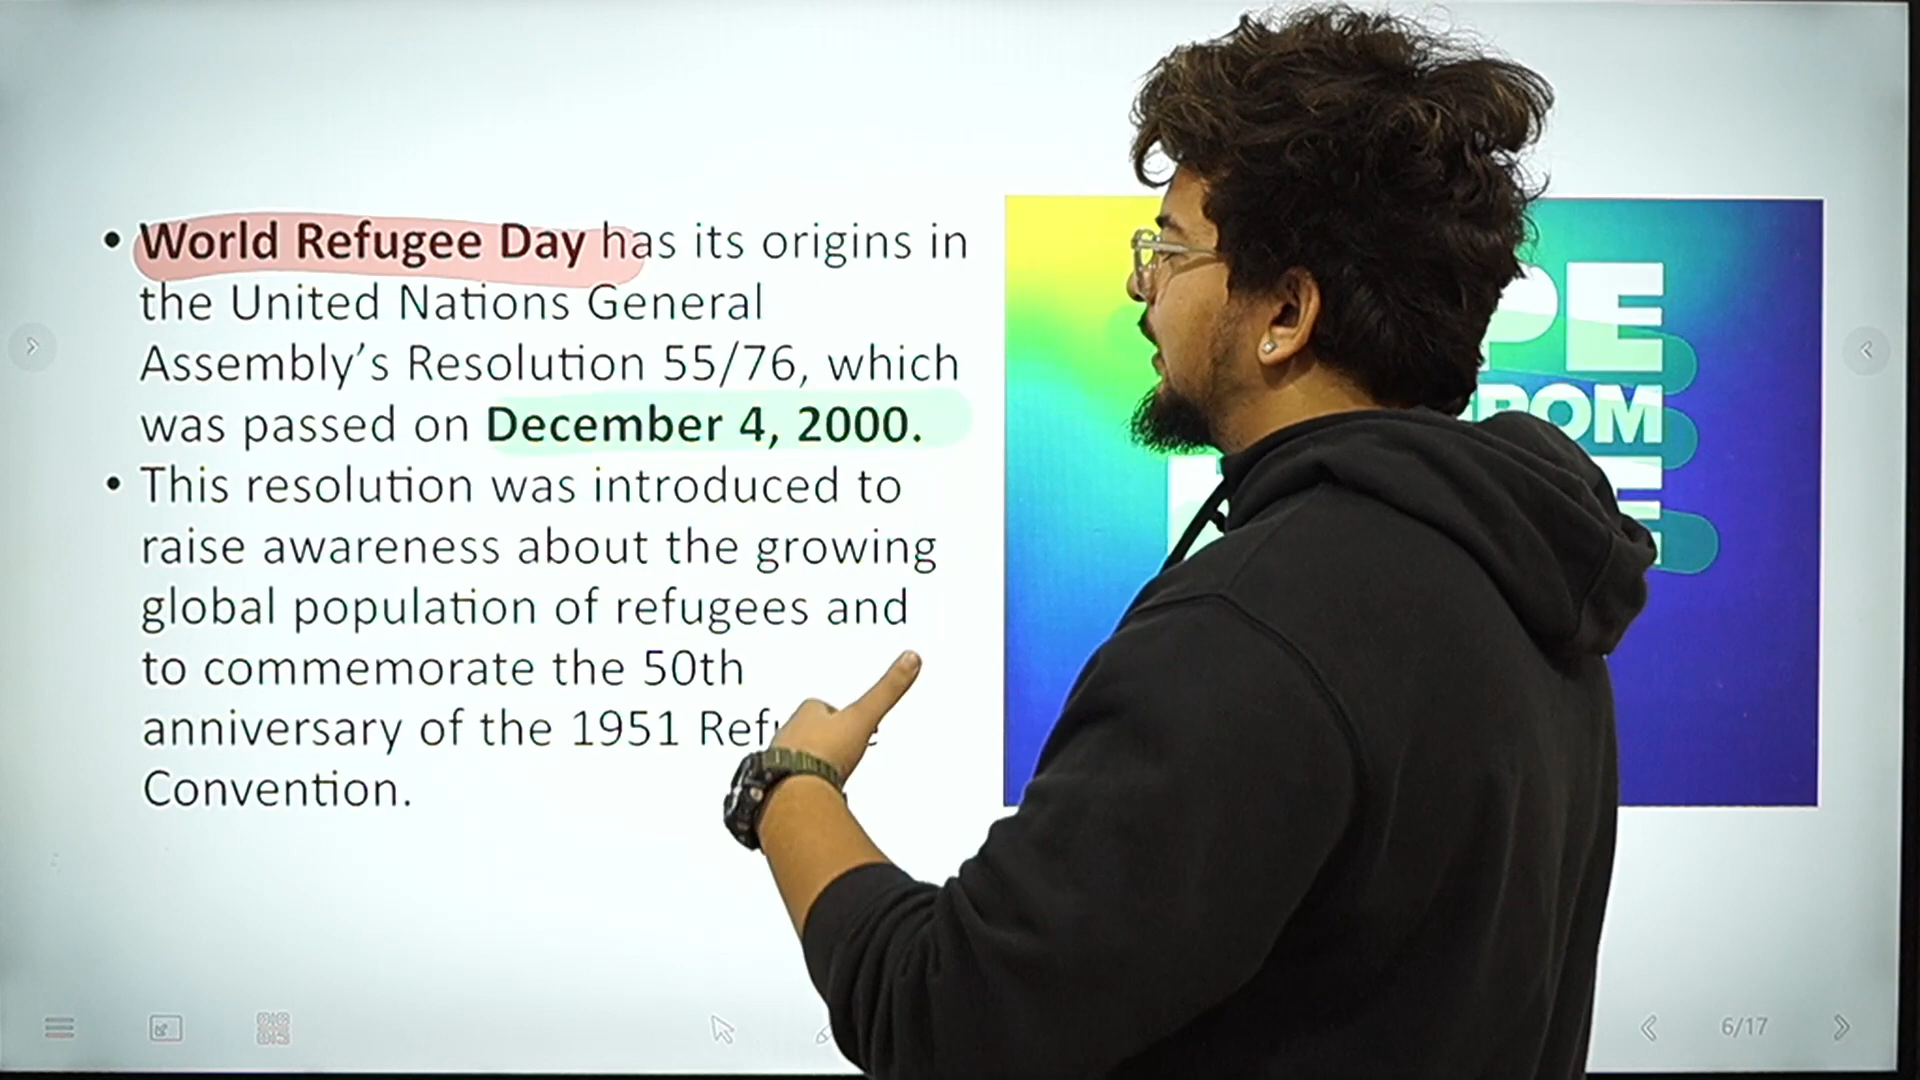 • World Refugee Day has its origins in
the United Nations General
Assembly’s Resolution 55/76, which
was passed on December 4, 2000.
• This resolution was introduced to
raise awareness about the growing
global population of refugees and
to commemorate the 50th
anniversary of the 1951
Convention.
6/17